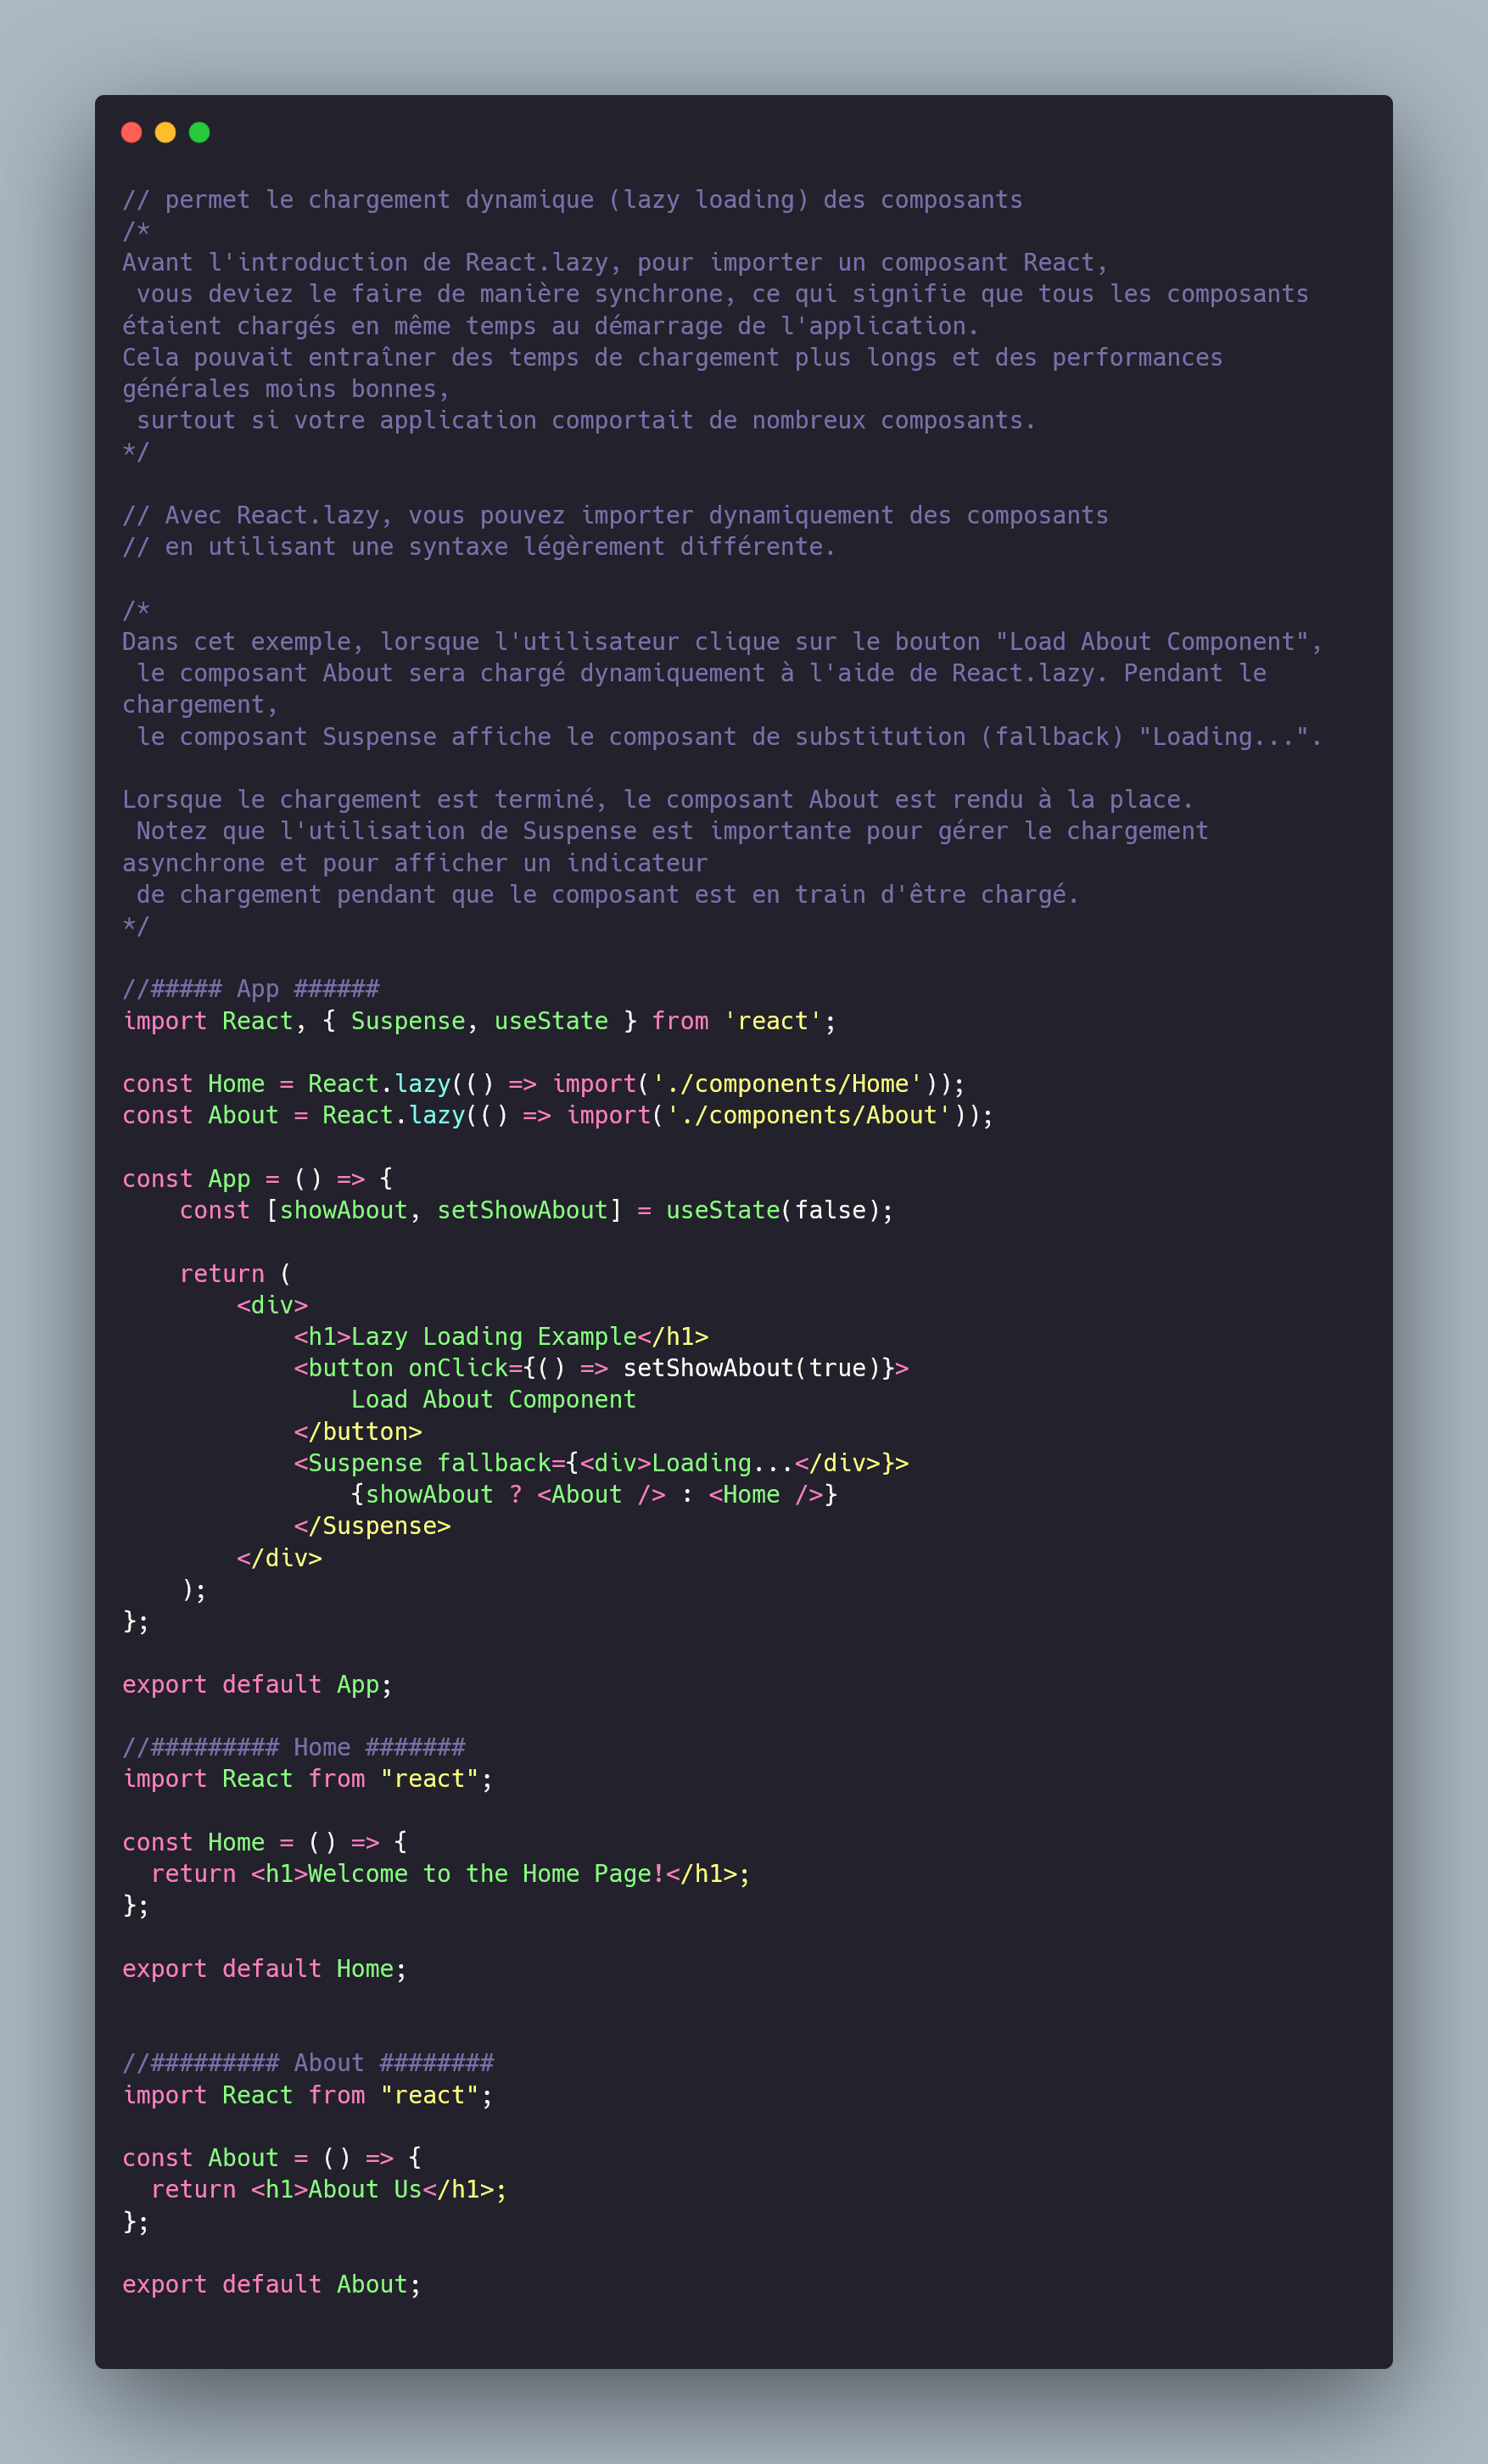 // permet le chargement dynamique (lazy loading) des composants
/*
Avant l'introduction de React.lazy, pour importer un composant React,
 vous deviez le faire de manière synchrone, ce qui signifie que tous les composants
étaient chargés en même temps au démarrage de l'application.
Cela pouvait entraîner des temps de chargement plus longs et des performances
générales moins bonnes,
 surtout si votre application comportait de nombreux composants.
*/

// Avec React.lazy, vous pouvez importer dynamiquement des composants
// en utilisant une syntaxe légèrement différente.

/*
Dans cet exemple, lorsque l'utilisateur clique sur le bouton "Load About Component",
 le composant About sera chargé dynamiquement à l'aide de React.lazy. Pendant le
chargement,
 le composant Suspense affiche le composant de substitution (fallback) "Loading...".

Lorsque le chargement est terminé, le composant About est rendu à la place.
 Notez que l'utilisation de Suspense est importante pour gérer le chargement
asynchrone et pour afficher un indicateur
 de chargement pendant que le composant est en train d'être chargé.
*/

//##### App ######
import React, { Suspense, useState } from 'react';

const Home = React.lazy(() => import('./components/Home'));
const About = React.lazy(() => import('./components/About'));

const App = () => {
    const [showAbout, setShowAbout] = useState(false);

    return (
        <div>
            <h1>Lazy Loading Example</h1>
            <button onClick={() => setShowAbout(true)}>
                Load About Component
            </button>
            <Suspense fallback={<div>Loading...</div>}>
                {showAbout ? <About /> : <Home />}
            </Suspense>
        </div>
    );
};

export default App;

//######### Home #######
import React from "react";

const Home = () => {
  return <h1>Welcome to the Home Page!</h1>;
};

export default Home;


//######### About ########
import React from "react";

const About = () => {
  return <h1>About Us</h1>;
};

export default About;